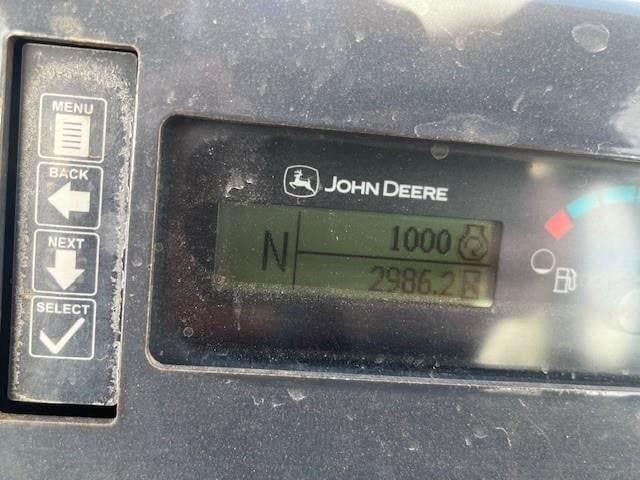 MENU
BACK
NEXT
SELECT
JOHN DEERE
N
1000
2986.2